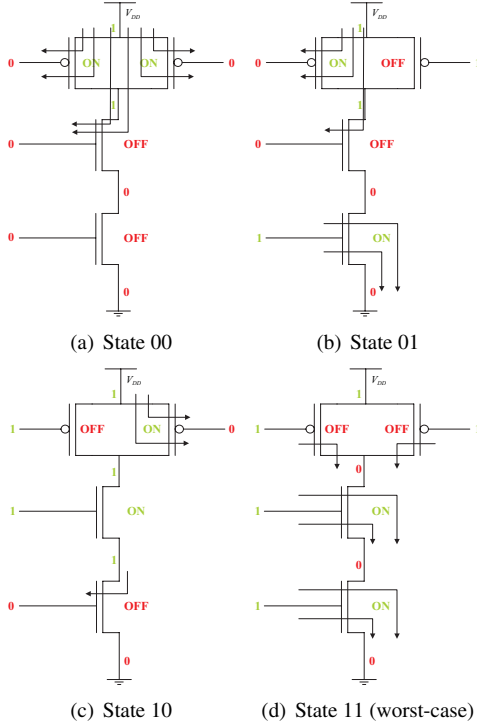 V_DD V_DD
1 1
0 ON ON 0 0 ON OFF
1 1
0 OFF 0 OFF
0 0
0 OFF 1 ON
0 0
(a) State 00 (b) State 01
V_DD V_DD
1 1
1 OFF ON 0 1 OFF OFF
1 0
1 ON 1 ON
1 0
0 OFF 1 ON
0 0
(c) State 10 (d) State 11 (worst-case)